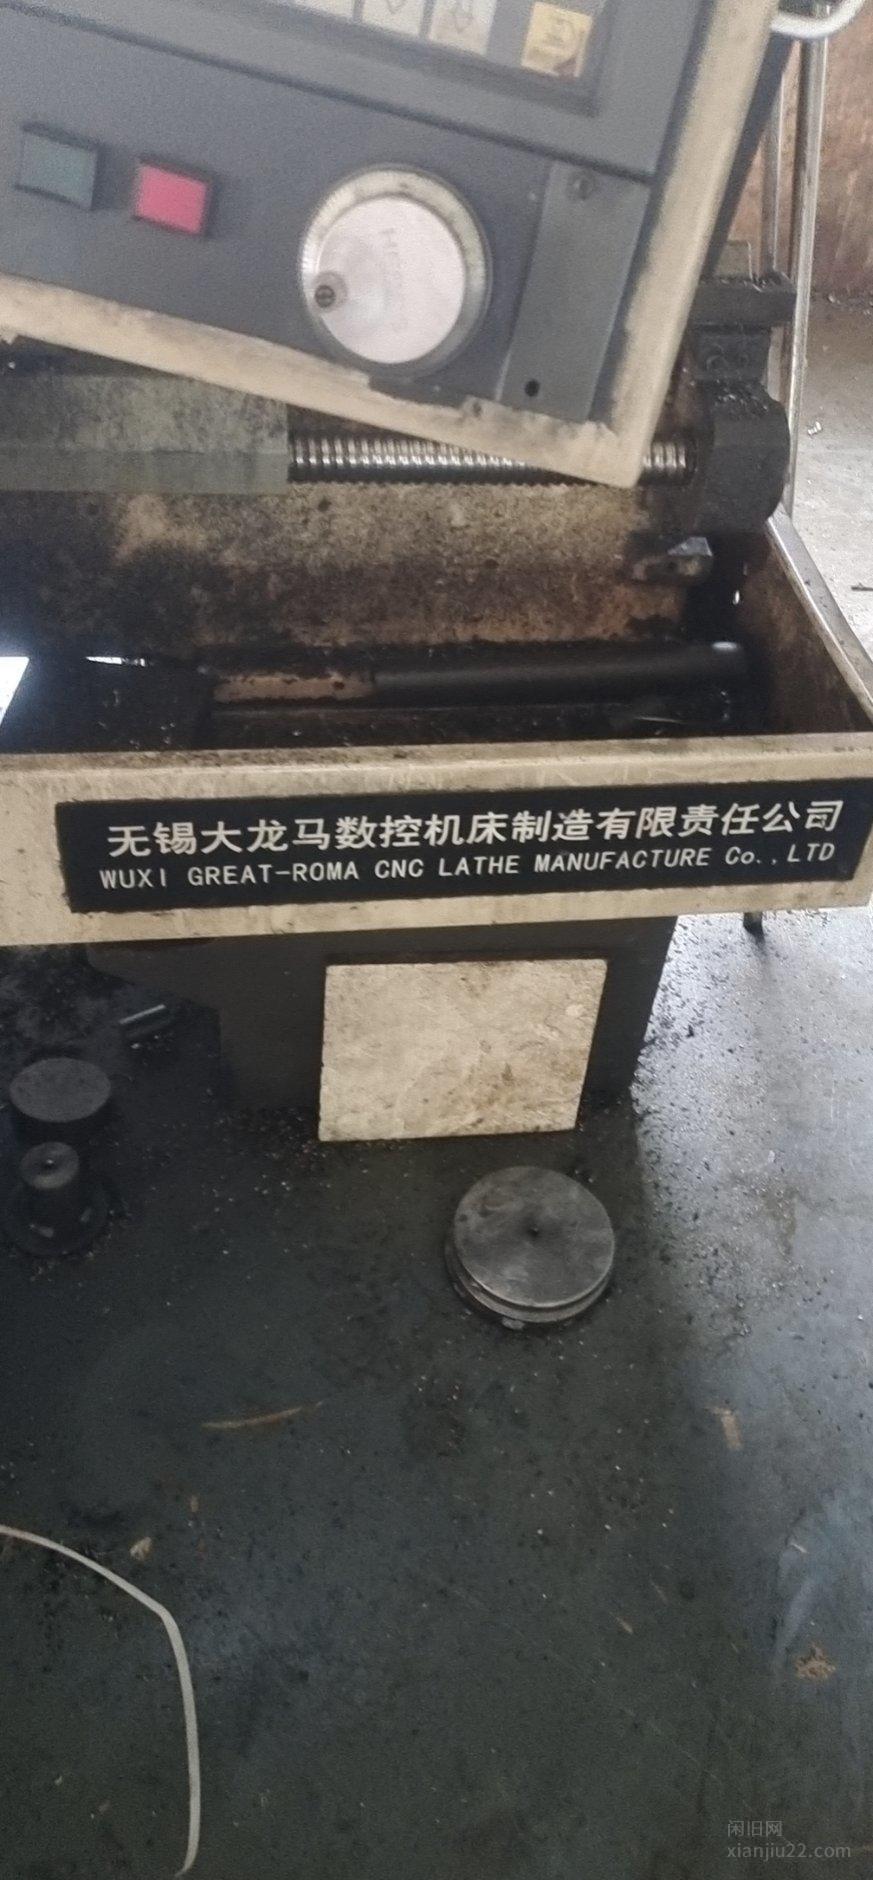 无锡大龙马数控机床制造有限责任公司
WUXI GREAT-ROMA CNC LATHE MANUFACTURE Co.,LTD
闲旧网
xianjiu22.com